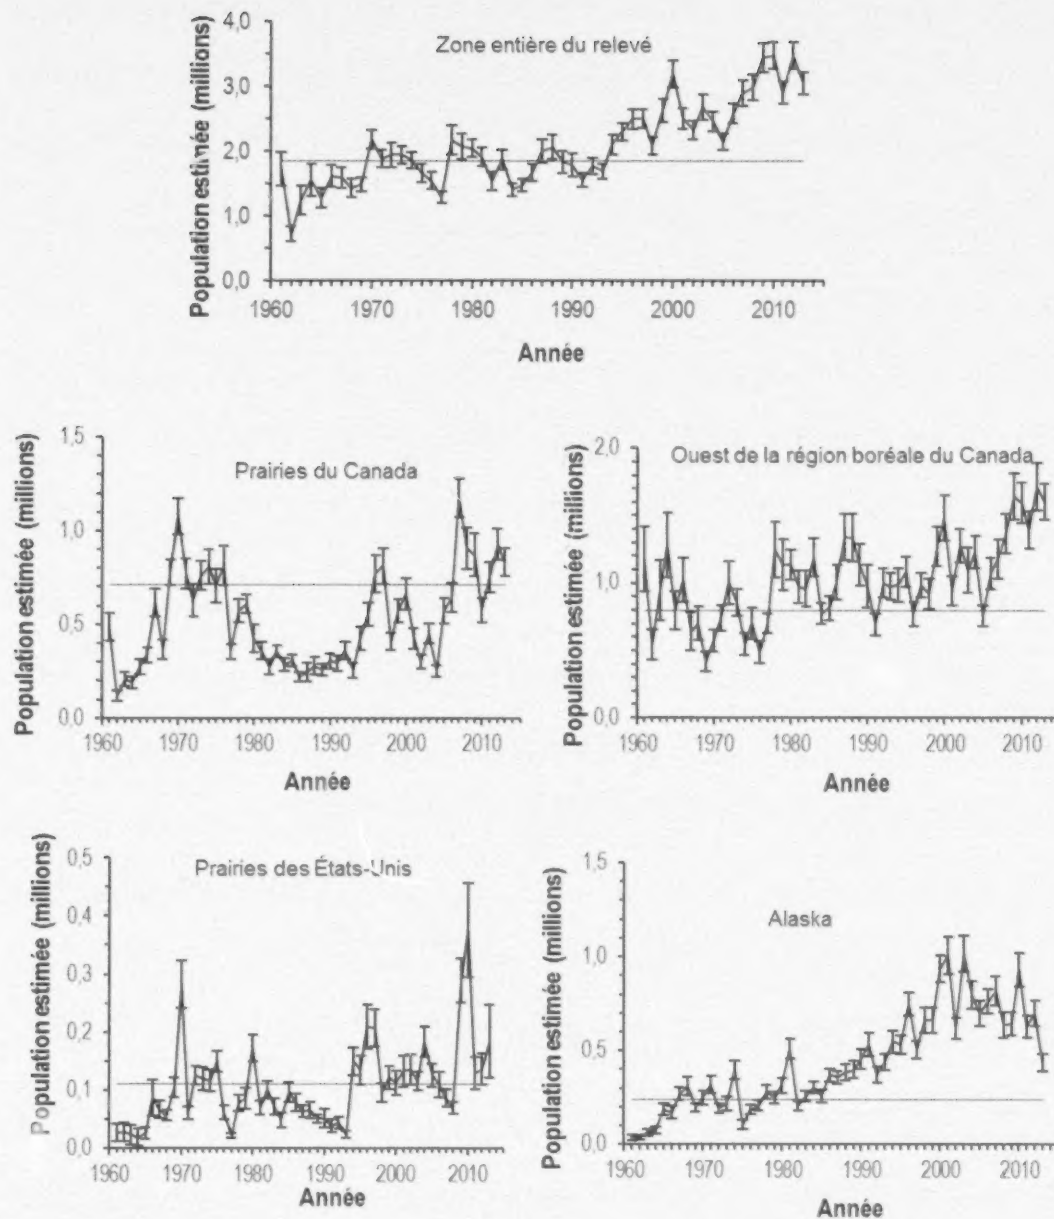 Zone entière du relevé
Population estimée (millions)
4,0
3,0
2,0
1,0
0,0
1960 1970 1980 1990 2000 2010
Année
Prairies du Canada
Population estimée (millions)
1,5
1,0
0,5
0,0
1960 1970 1980 1990 2000 2010
Année
Ouest de la région boréale du Canada
Population estimée (millions)
2,0
1,0
0,0
1960 1970 1980 1990 2000 2010
Année
Prairies des États-Unis
Population estimée (millions)
0,5
0,4
0,3
0,2
0,1
0,0
1960 1970 1980 1990 2000 2010
Année
Alaska
Population estimée (millions)
1,5
1,0
0,5
0,0
1960 1970 1980 1990 2000 2010
Année